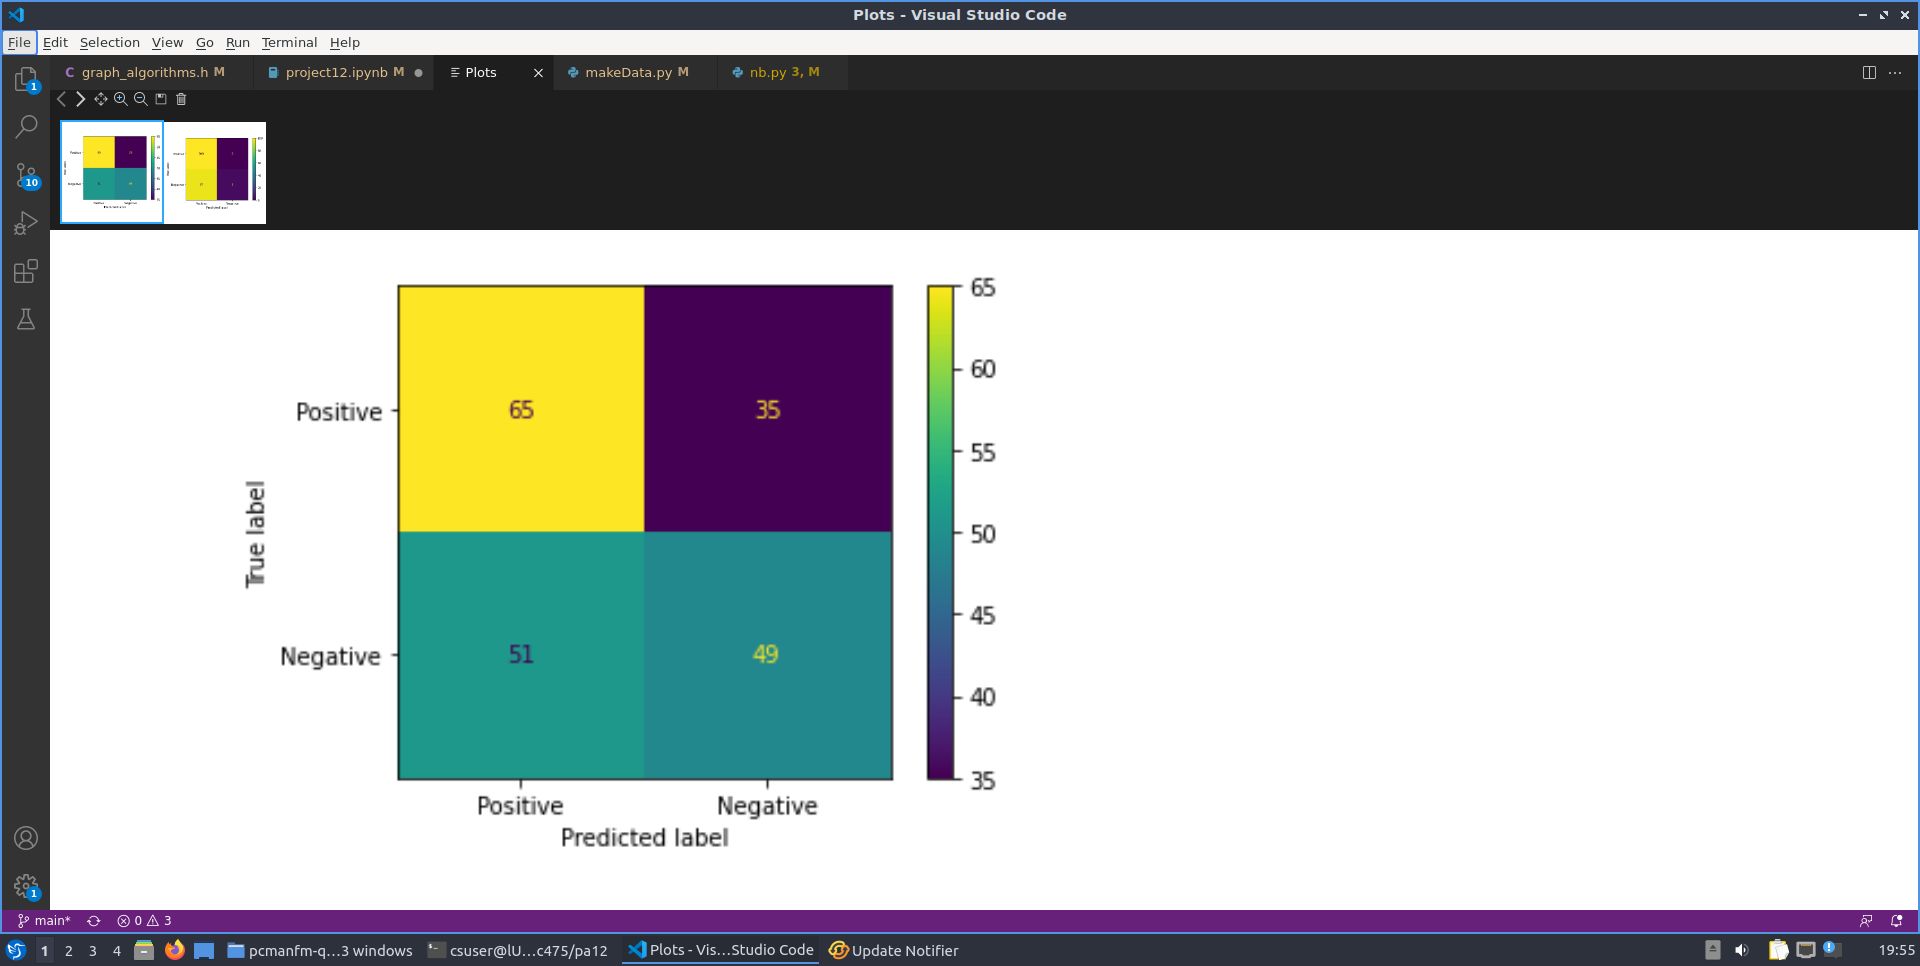 Plots - Visual Studio Code
File Edit Selection View Go Run Terminal Help
C graph_algorithms.h M project12.ipynb M Plots makeData.py M nb.py 3, M
1
10
65
60
55
50
45
40
35
Positive 65 35
True label
Negative 51 49
Positive Negative
Predicted label
1
main* 0 3
1 2 3 4 pcmanfm-q...3 windows csuser@lU...c475/pa12 Plots - Vis...Studio Code Update Notifier 19:55